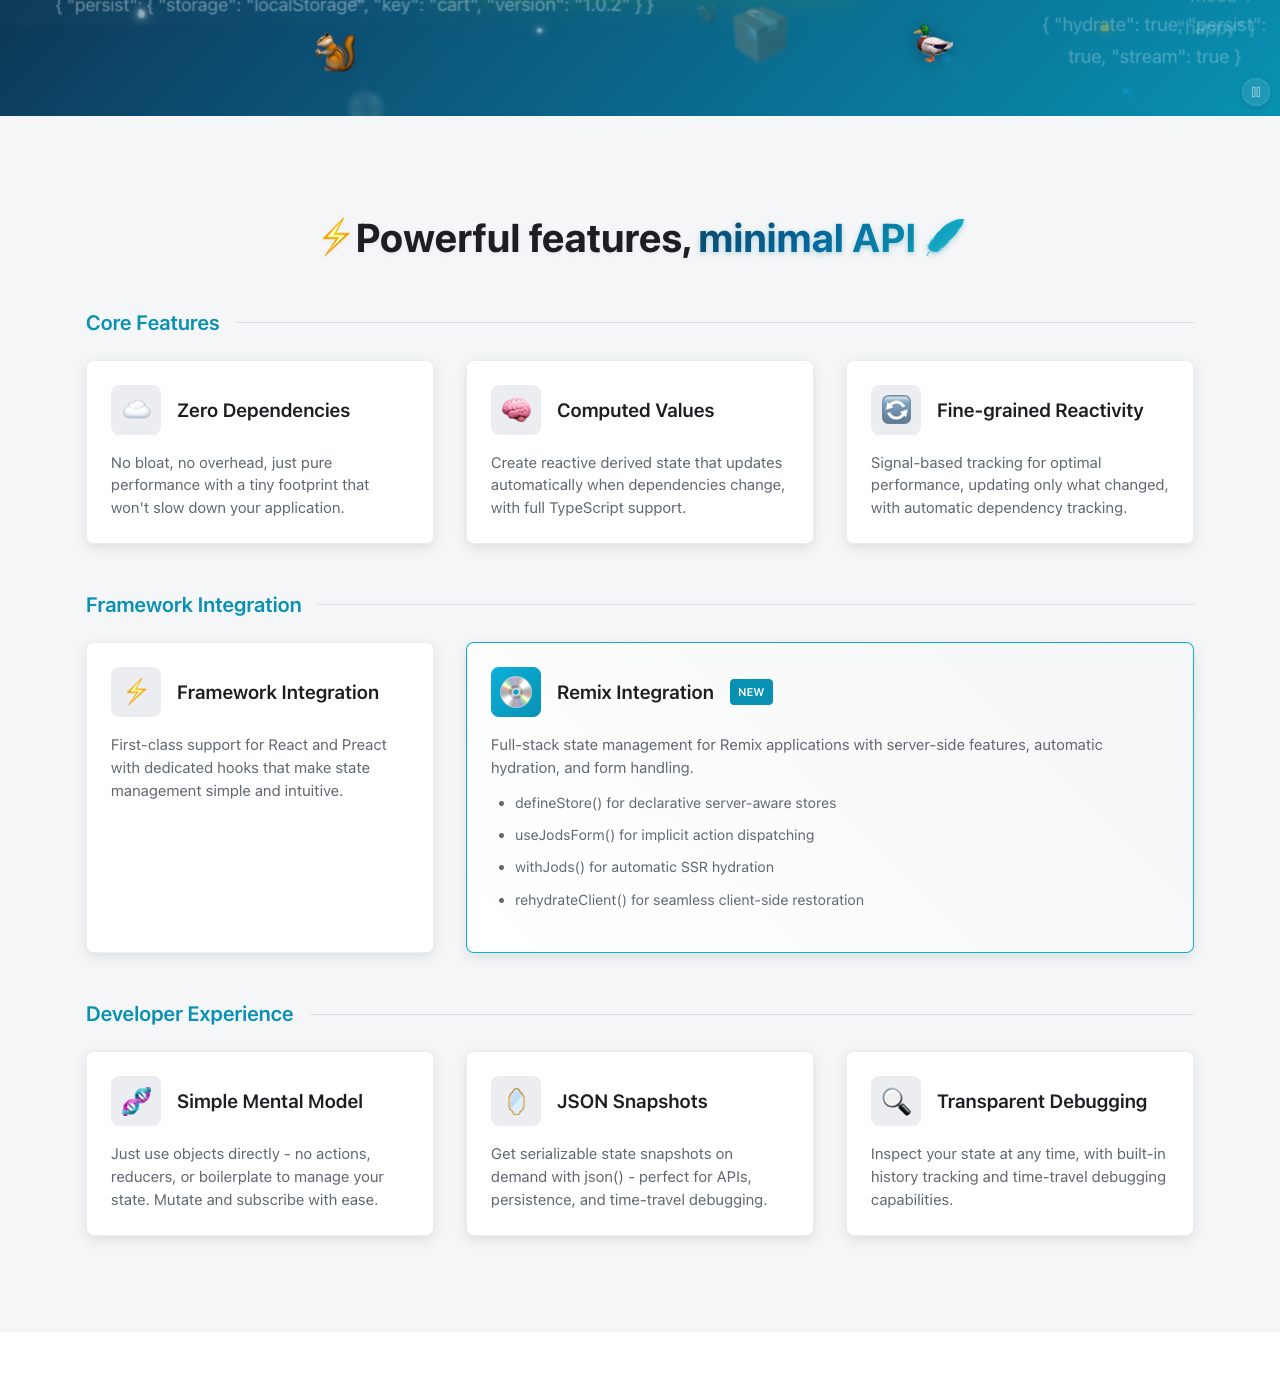 { "persist": { "storage": "localStorage", "key": "cart", "version": "1.0.2" } }
{ "hydrate": true, "persist":
true, "stream": true }
Powerful features, minimal API
Core Features
Zero Dependencies
No bloat, no overhead, just pure
performance with a tiny footprint that
won't slow down your application.
Computed Values
Create reactive derived state that updates
automatically when dependencies change,
with full TypeScript support.
Fine-grained Reactivity
Signal-based tracking for optimal
performance, updating only what changed,
with automatic dependency tracking.
Framework Integration
Framework Integration
First-class support for React and Preact
with dedicated hooks that make state
management simple and intuitive.
Remix Integration NEW
Full-stack state management for Remix applications with server-side features, automatic
hydration, and form handling.
defineStore() for declarative server-aware stores
useJodsForm() for implicit action dispatching
withJods() for automatic SSR hydration
rehydrateClient() for seamless client-side restoration
Developer Experience
Simple Mental Model
Just use objects directly - no actions,
reducers, or boilerplate to manage your
state. Mutate and subscribe with ease.
JSON Snapshots
Get serializable state snapshots on
demand with json() - perfect for APIs,
persistence, and time-travel debugging.
Transparent Debugging
Inspect your state at any time, with built-in
history tracking and time-travel debugging
capabilities.